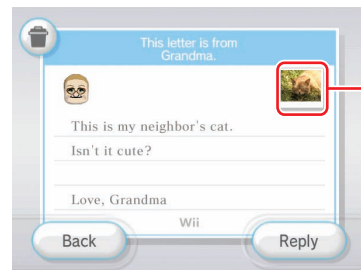 This letter is from
Grandma.
This is my neighbor's cat.
Isn't it cute?
Love, Grandma
Wii
Back
Reply